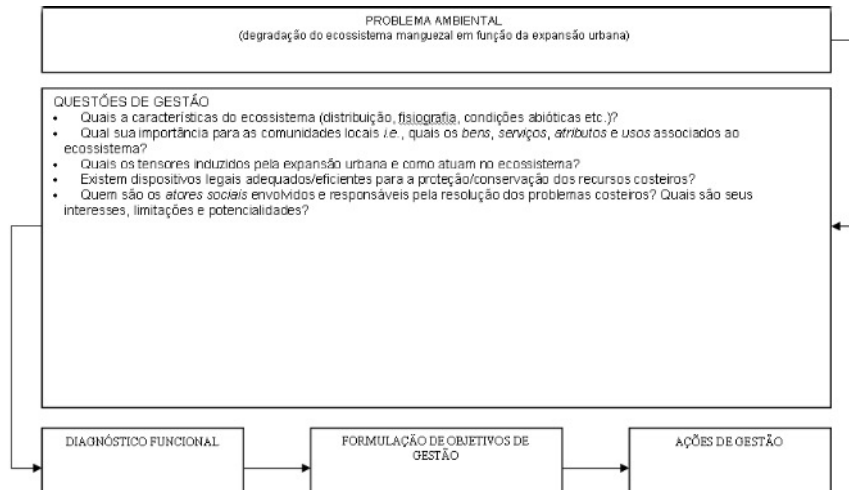 PROBLEMA AMBIENTAL
(degradação do ecossistema manguezal em função da expansão urbana)
QUESTÕES DE GESTÃO
• Quais a características do ecossistema (distribuição, fisiografia, condições abióticas etc.)?
• Qual sua importância para as comunidades locais i.e., quais os bens, serviços, atributos e usos associados ao
ecossistema?
• Quais os tensores induzidos pela expansão urbana e como atuam no ecossistema?
• Existem dispositivos legais adequados/eficientes para a proteção/conservação dos recursos costeiros?
• Quem são os atores sociais envolvidos e responsáveis pela resolução dos problemas costeiros? Quais são seus
interesses, limitações e potencialidades?
DIAGNÓSTICO FUNCIONAL
FORMULAÇÃO DE OBJETIVOS DE
GESTÃO
AÇÕES DE GESTÃO